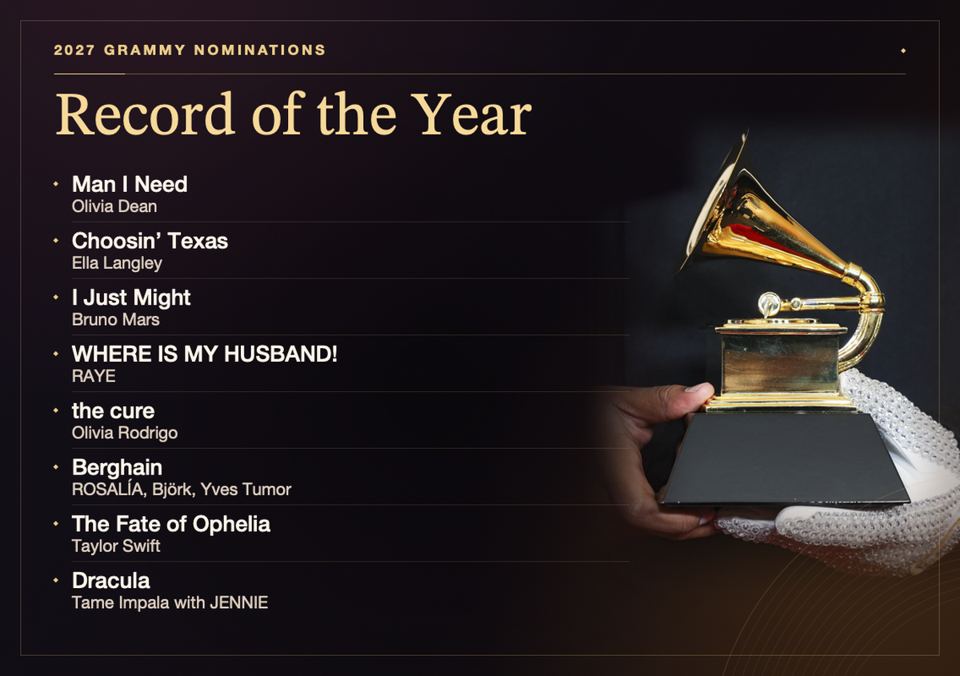 2027 GRAMMY NOMINATIONS
Record of the Year
Man I Need
Olivia Dean
Choosin’ Texas
Ella Langley
I Just Might
Bruno Mars
WHERE IS MY HUSBAND!
RAYE
the cure
Olivia Rodrigo
Berghain
ROSALÍA, Björk, Yves Tumor
The Fate of Ophelia
Taylor Swift
Dracula
Tame Impala with JENNIE